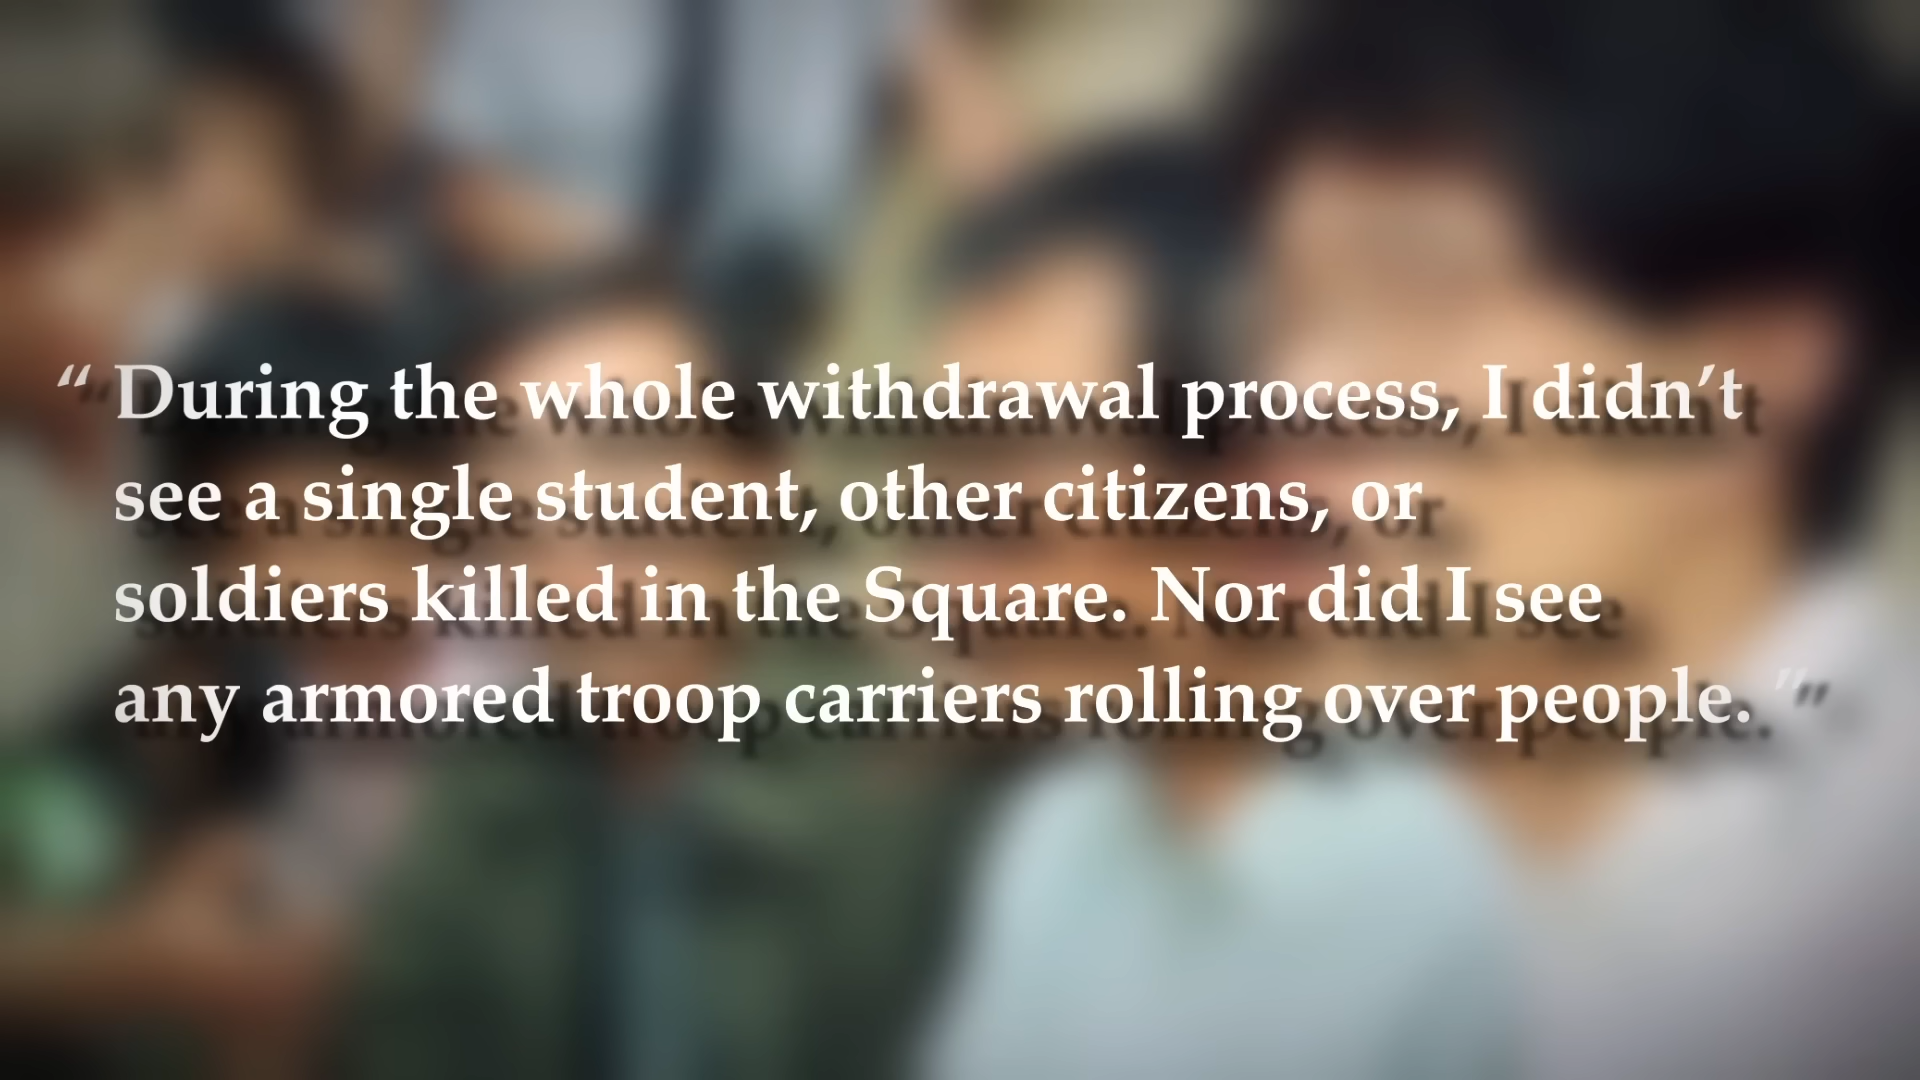 “ During the whole withdrawal process, I didn’t
see a single student, other citizens, or
soldiers killed in the Square. Nor did I see
any armored troop carriers rolling over people. ”